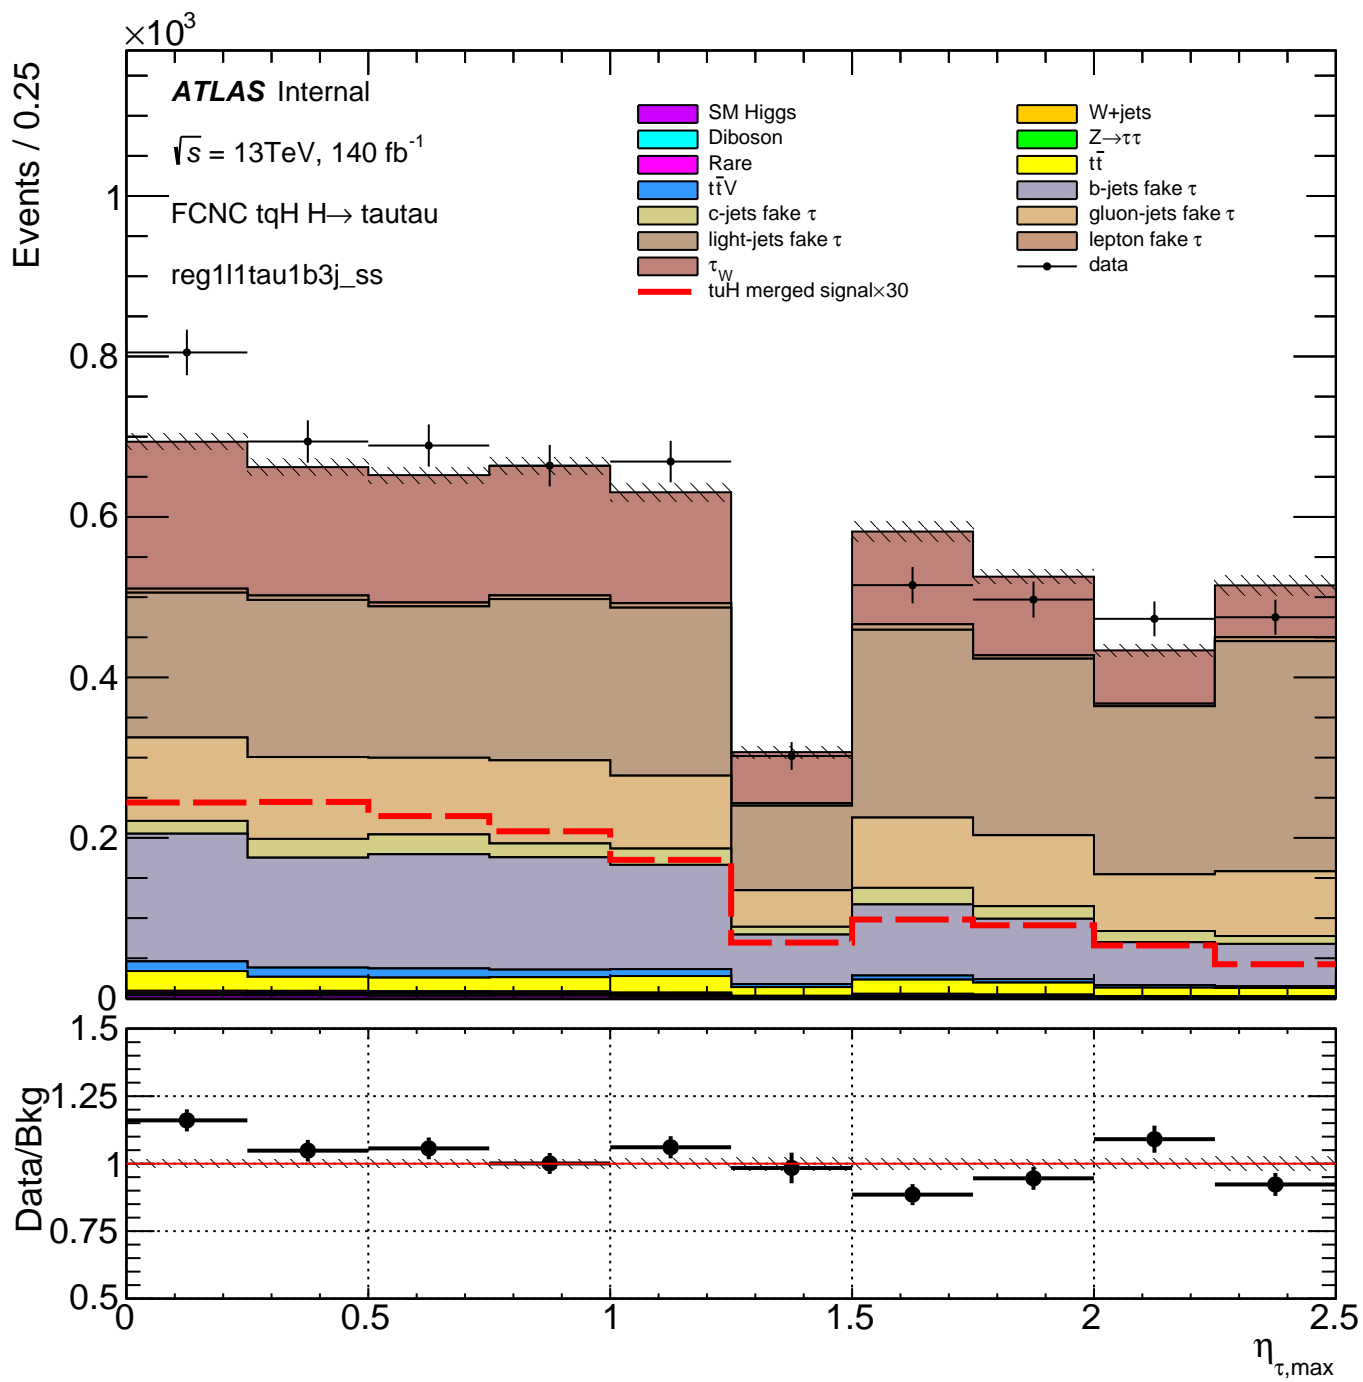 ×10³
Events / 0.25
ATLAS Internal
√s = 13TeV, 140 fb⁻¹
FCNC tqH H→ tautau
reg1l1tau1b3j_ss
SM Higgs
Diboson
Rare
tt̄V
c-jets fake τ
light-jets fake τ
τ_W
tuH merged signal×30
W+jets
Z→ττ
tt̄
b-jets fake τ
gluon-jets fake τ
lepton fake τ
data
1
0.8
0.6
0.4
0.2
0
Data/Bkg
1.5
1.25
1
0.75
0.5
0 0.5 1 1.5 2 2.5
η_τ,max